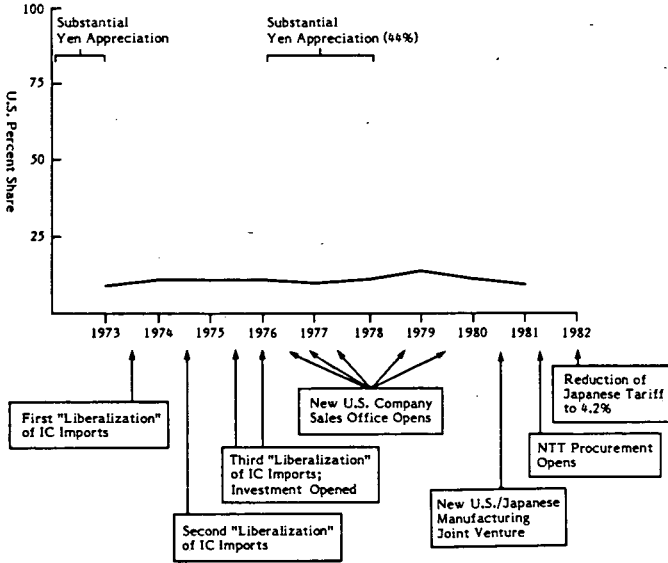 100
Substantial
Yen Appreciation
Substantial
Yen Appreciation (44%)
75
U.S. Percent Share
50
25
1973 1974 1975 1976 1977 1978 1979 1980 1981 1982
First "Liberalization"
of IC Imports
Second "Liberalization"
of IC Imports
Third "Liberalization"
of IC Imports;
Investment Opened
New U.S. Company
Sales Office Opens
New U.S./Japanese
Manufacturing
Joint Venture
NTT Procurement
Opens
Reduction of
Japanese Tariff
to 4.2%